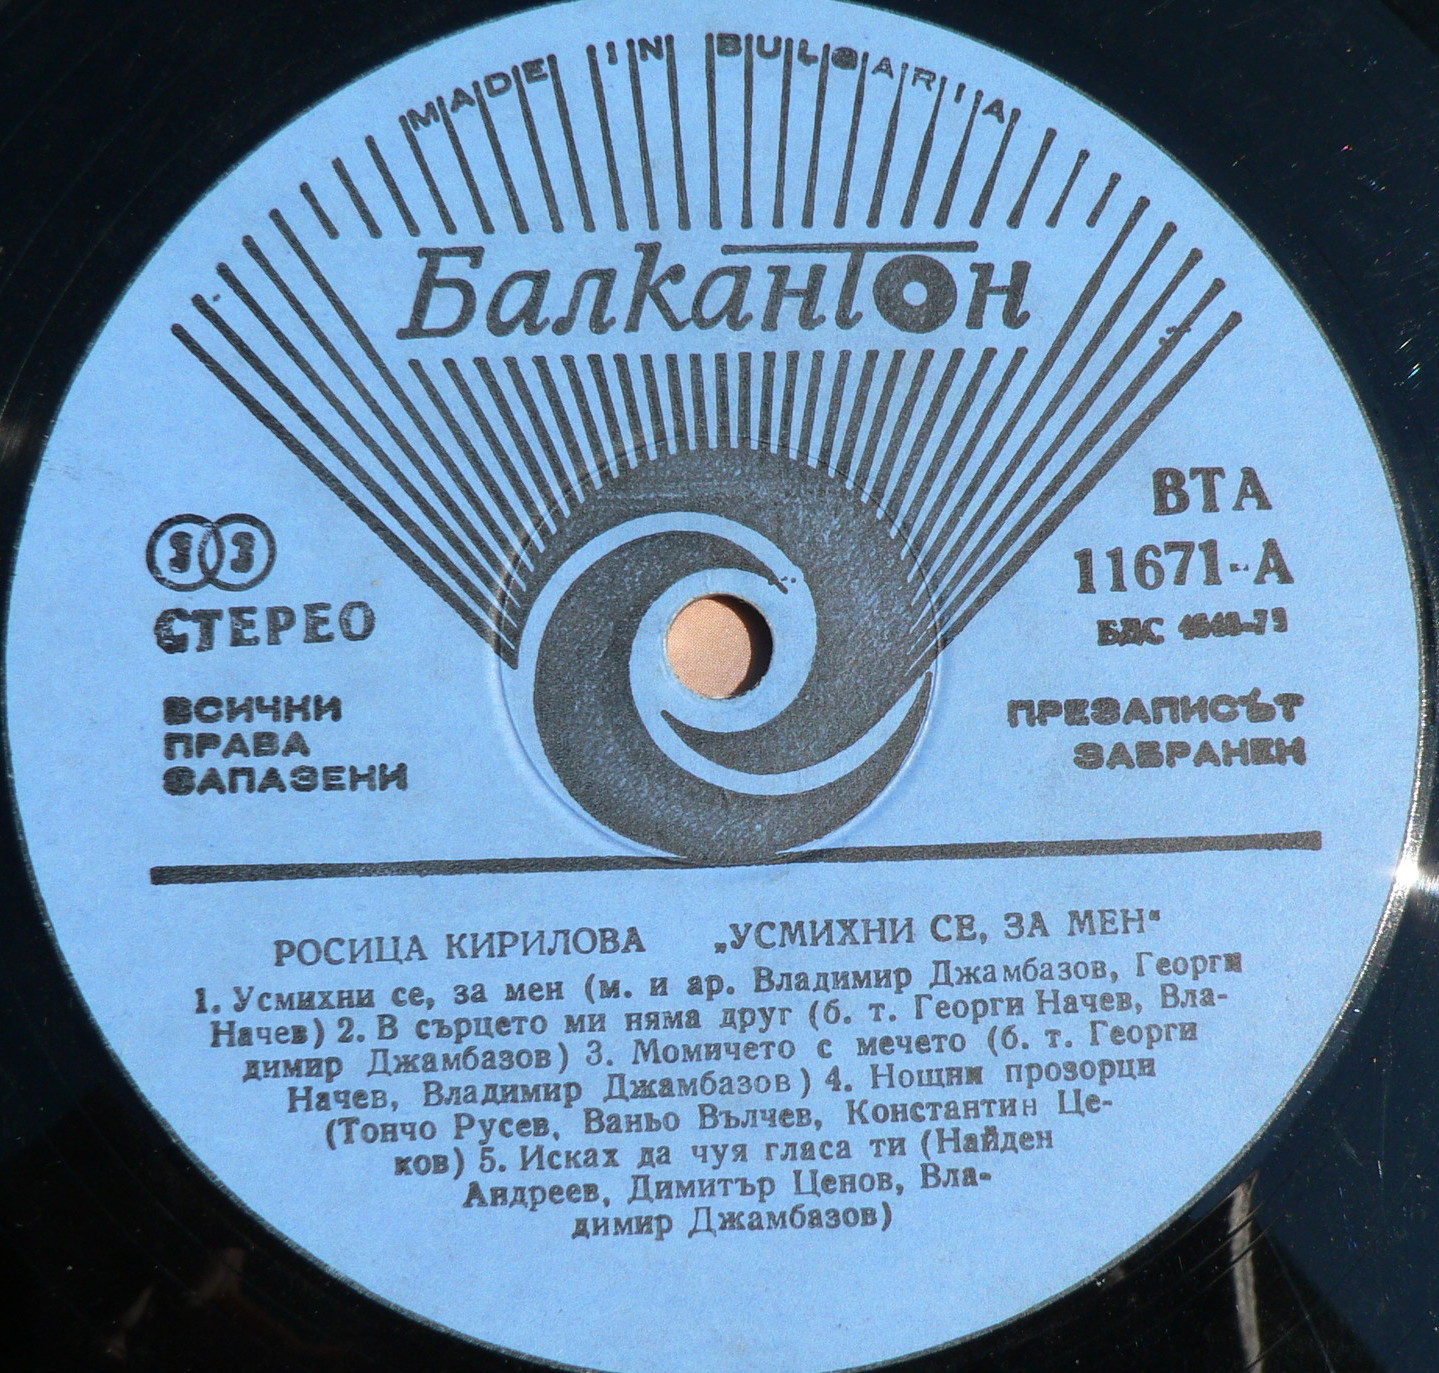 MADE IN BULGARIA
Балкантон
33
СТЕРЕО
ВСИЧКИ
ПРАВА
ЗАПАЗЕНИ
ВТА
11671-А
БДС
ПРЕЗАПИСЪТ
ЗАБРАНЕН
РОСИЦА КИРИЛОВА „УСМИХНИ СЕ, ЗА МЕН“
1. Усмихни се, за мен (м. и ар. Владимир Джамбазов, Георги
Начев) 2. В сърцето ми няма друг (б. т. Георги Начев, Вла-
димир Джамбазов) 3. Момичето с мечето (б. т. Георги
Начев, Владимир Джамбазов) 4. Нощни прозорци
(Тончо Русев, Ваньо Вълчев, Константин Це-
ков) 5. Исках да чуя гласа ти (Найден
Андреев, Димитър Ценов, Вла-
димир Джамбазов)